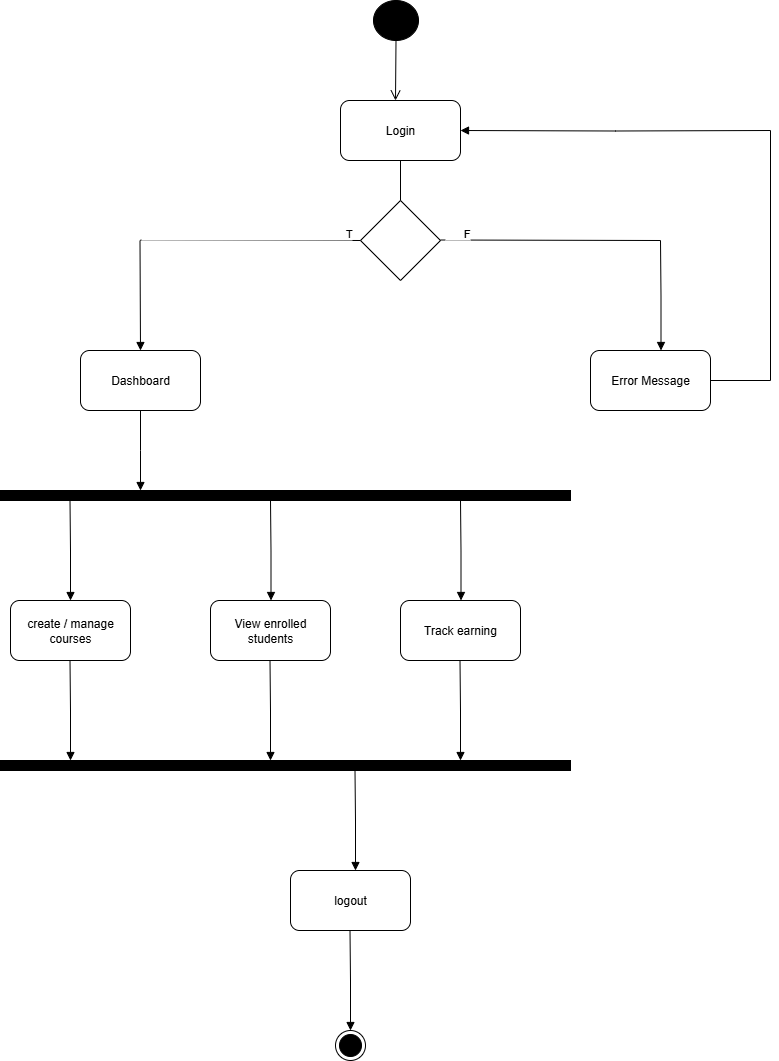 Login
T
F
Dashboard
Error Message
create / manage
courses
View enrolled
students
Track earning
logout